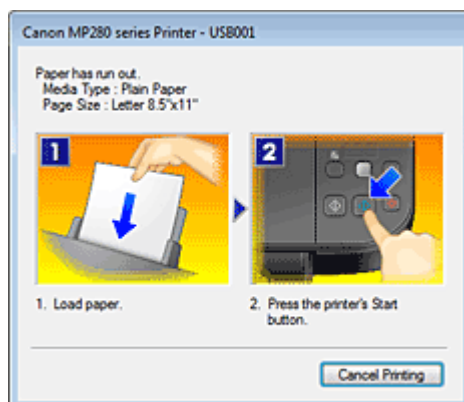 Canon MP280 series Printer - USB001
Paper has run out.
Media Type : Plain Paper
Page Size : Letter 8.5"x11"
1
2
1. Load paper.
2. Press the printer's Start
button.
Cancel Printing